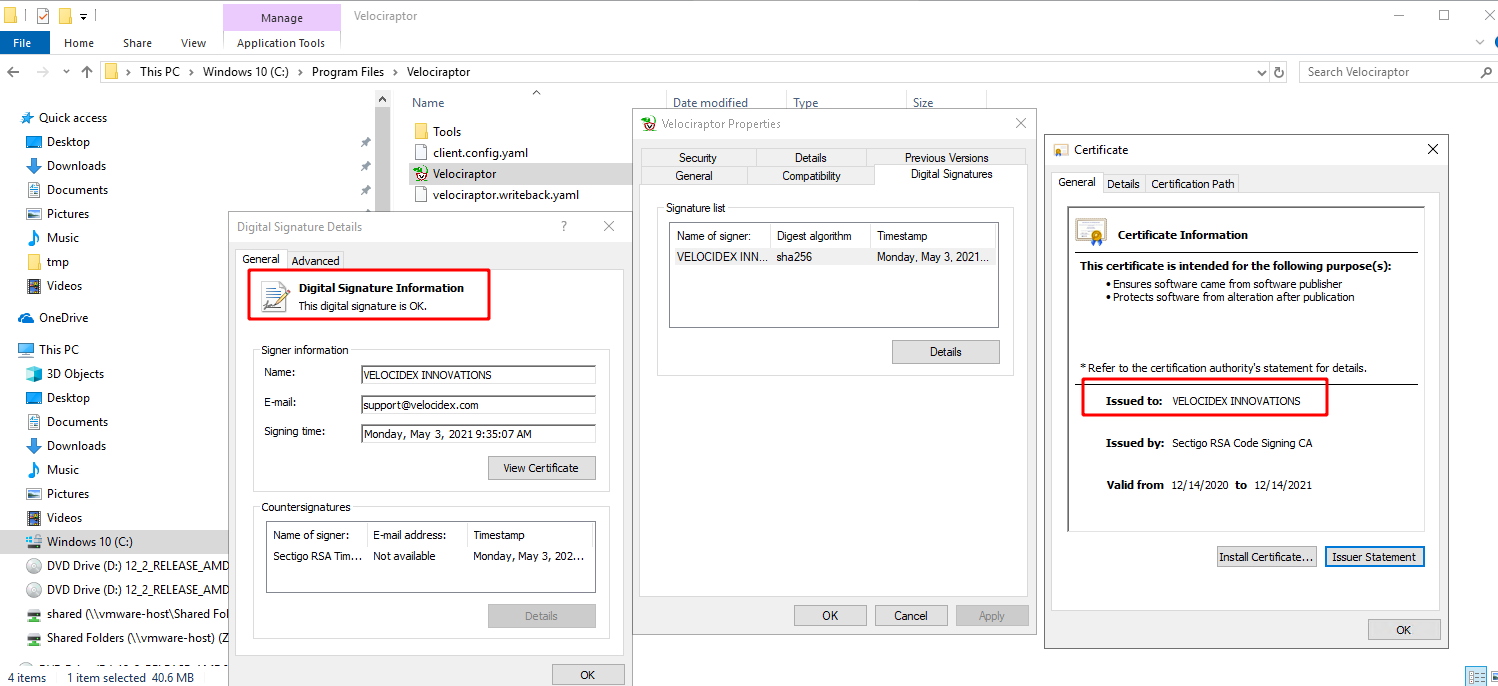 Manage
Velociraptor
File
Home
Share
View
Application Tools
This PC
Windows 10 (C:)
Program Files
Velociraptor
Search Velociraptor
Quick access
Desktop
Downloads
Documents
Pictures
Music
tmp
Videos
OneDrive
This PC
3D Objects
Desktop
Documents
Downloads
Music
Pictures
Videos
Windows 10 (C:)
DVD Drive (D:) 12_2_RELEASE_AMD
DVD Drive (D:) 12_2_RELEASE_AMD
shared (\\vmware-host\Shared Fol
Shared Folders (\\vmware-host) (Z
4 items
1 item selected 40.6 MB
Name
Date modified
Type
Size
Tools
client.config.yaml
Velociraptor
velociraptor.writeback.yaml
Digital Signature Details
?
General
Advanced
Digital Signature Information
This digital signature is OK.
Signer information
Name:
VELOCIDEX INNOVATIONS
E-mail:
support@velocidex.com
Signing time:
Monday, May 3, 2021 9:35:07 AM
View Certificate
Countersignatures
Name of signer:
E-mail address:
Timestamp
Sectigo RSA Tim...
Not available
Monday, May 3, 202...
Details
OK
Velociraptor Properties
Security
Details
Previous Versions
General
Compatibility
Digital Signatures
Signature list
Name of signer:
Digest algorithm
Timestamp
VELOCIDEX INN...
sha256
Monday, May 3, 2021...
Details
OK
Cancel
Apply
Certificate
General
Details
Certification Path
Certificate Information
This certificate is intended for the following purpose(s):
• Ensures software came from software publisher
• Protects software from alteration after publication
* Refer to the certification authority's statement for details.
Issued to: VELOCIDEX INNOVATIONS
Issued by: Sectigo RSA Code Signing CA
Valid from 12/14/2020 to 12/14/2021
Install Certificate...
Issuer Statement
OK